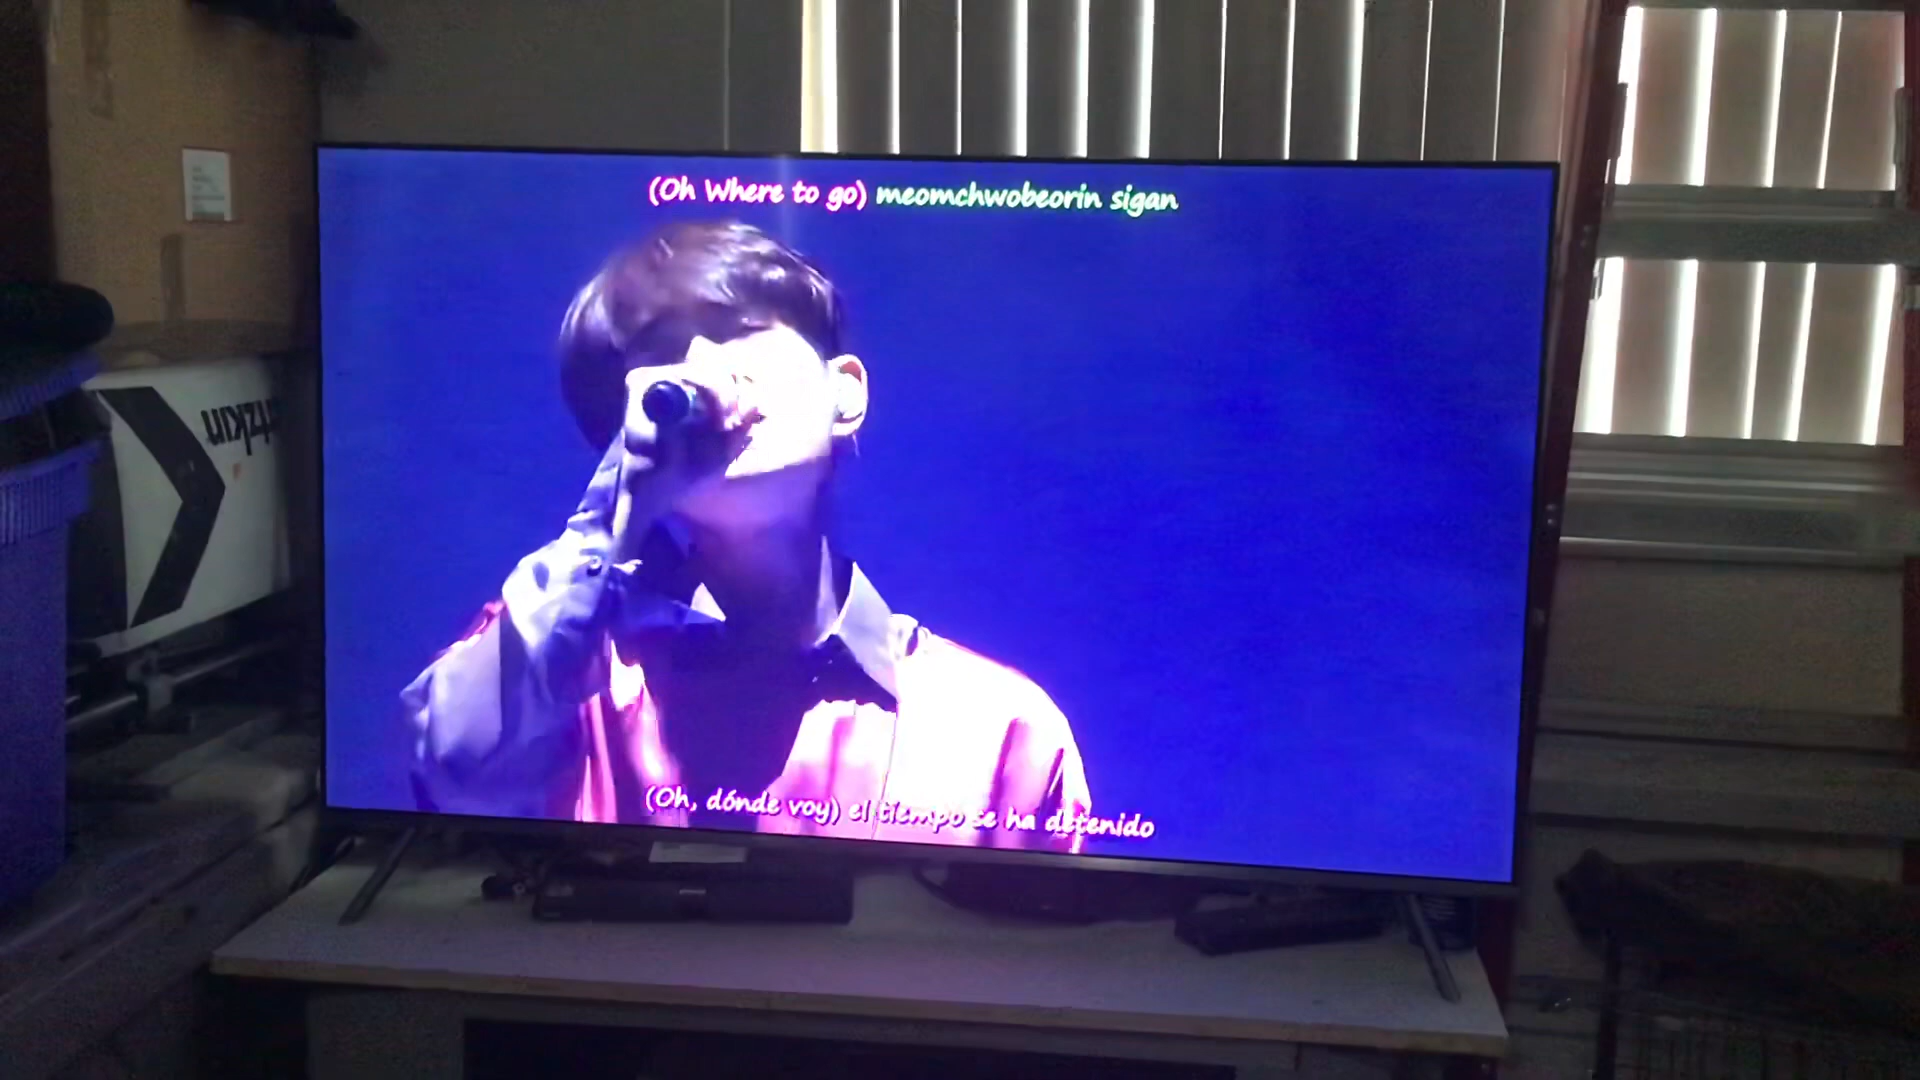 (Oh Where to go) meomchwobeorin sigan
(Oh, dónde voy) el tiempo se ha detenido